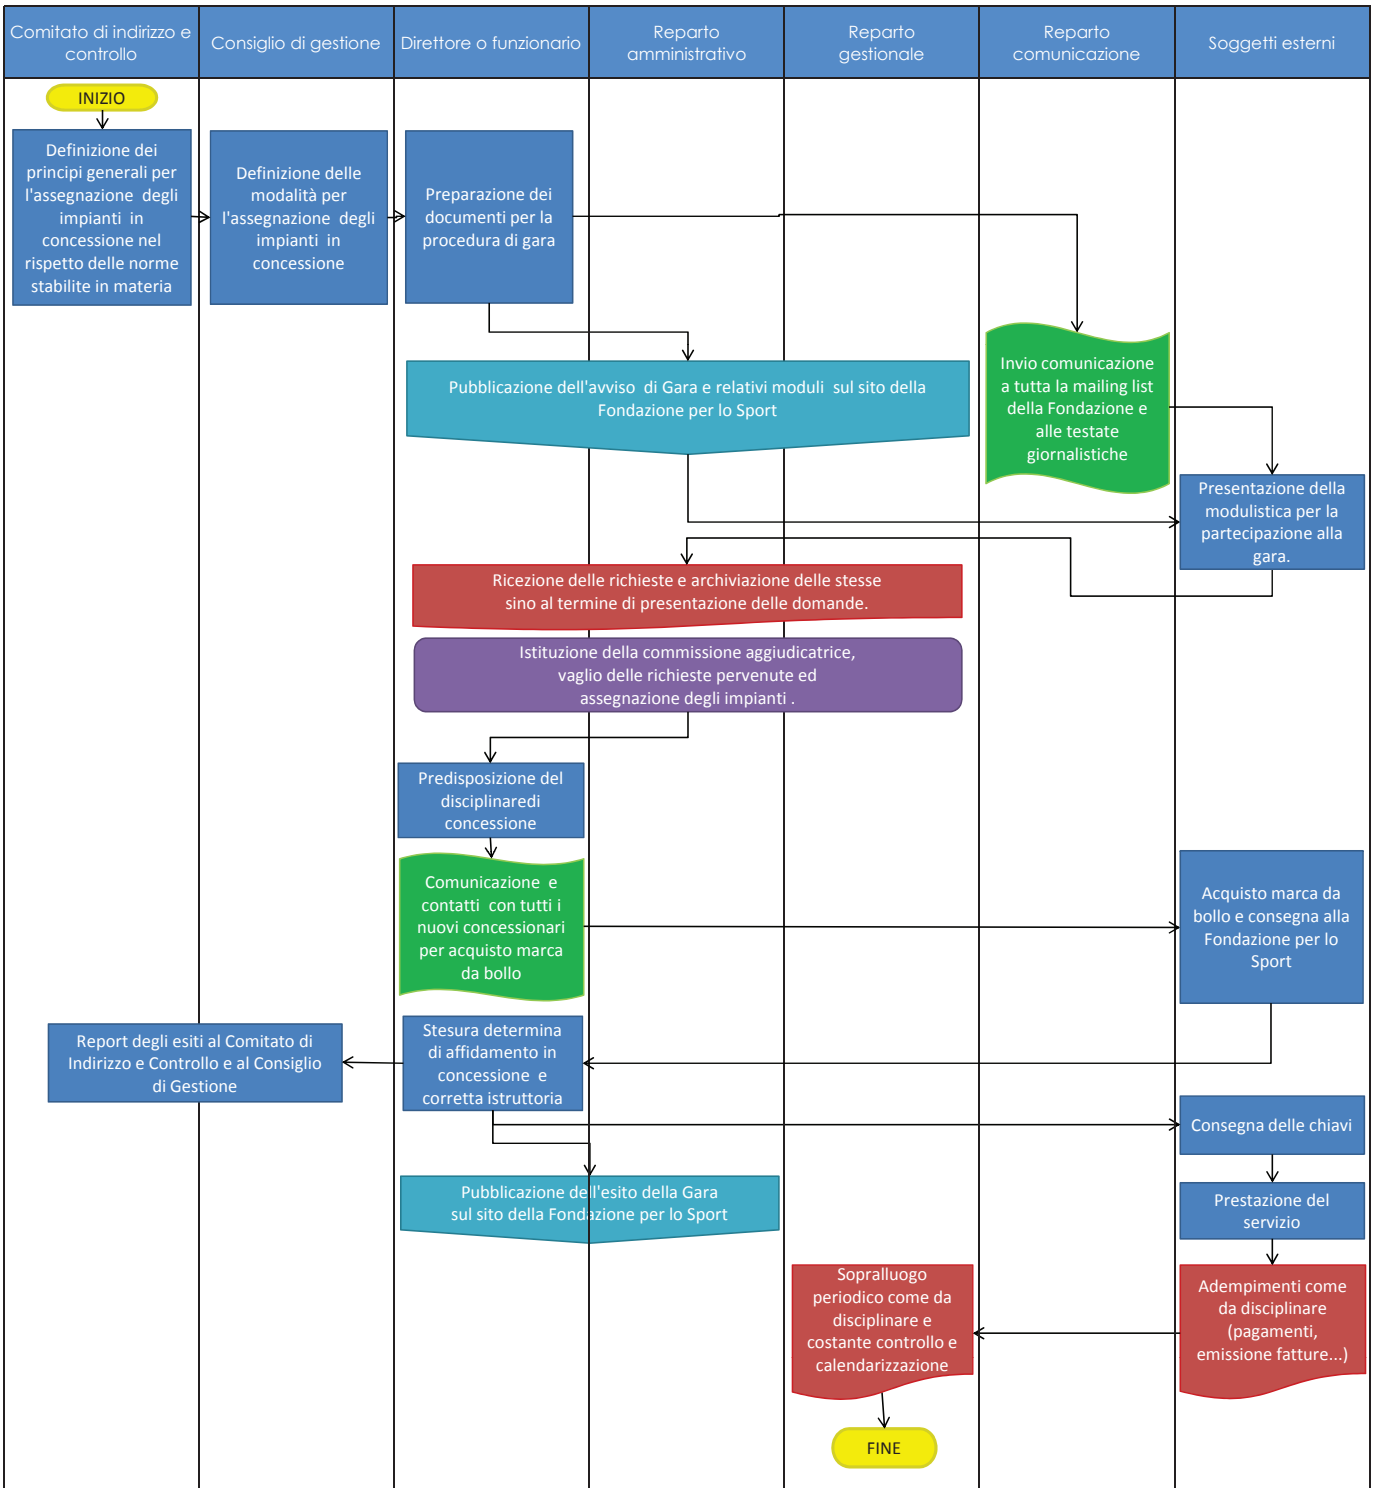 Comitato di indirizzo e
controllo
Consiglio di gestione
Direttore o funzionario
Reparto
amministrativo
Reparto
gestionale
Reparto
comunicazione
Soggetti esterni
INIZIO
Definizione dei
principi generali per
l'assegnazione degli
impianti in
concessione nel
rispetto delle norme
stabilite in materia
Definizione delle
modalità per
l'assegnazione degli
impianti in
concessione
Preparazione dei
documenti per la
procedura di gara
Pubblicazione dell'avviso di Gara e relativi moduli sul sito della
Fondazione per lo Sport
Invio comunicazione
a tutta la mailing list
della Fondazione e
alle testate
giornalistiche
Presentazione della
modulistica per la
partecipazione alla
gara.
Ricezione delle richieste e archiviazione delle stesse
sino al termine di presentazione delle domande.
Istituzione della commissione aggiudicatrice,
vaglio delle richieste pervenute ed
assegnazione degli impianti .
Predisposizione del
disciplinaredi
concessione
Comunicazione e
contatti con tutti i
nuovi concessionari
per acquisto marca
da bollo
Acquisto marca da
bollo e consegna alla
Fondazione per lo
Sport
Report degli esiti al Comitato di
Indirizzo e Controllo e al Consiglio
di Gestione
Stesura determina
di affidamento in
concessione e
corretta istruttoria
Consegna delle chiavi
Pubblicazione dell'esito della Gara
sul sito della Fondazione per lo Sport
Prestazione del
servizio
Sopralluogo
periodico come da
disciplinare e
costante controllo e
calendarizzazione
Adempimenti come
da disciplinare
(pagamenti,
emissione fatture...)
FINE